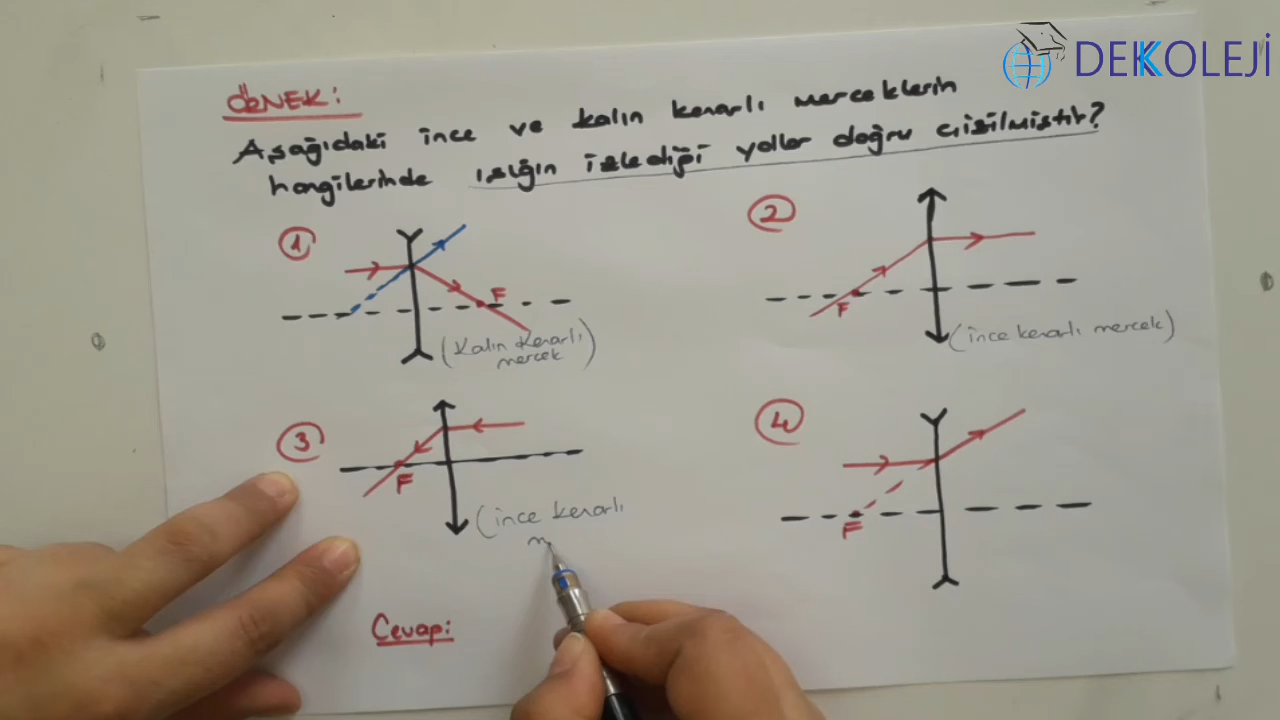 DEKKOLEJİ
ÖRNEK:
Aşağıdaki ince ve kalın kenarlı merceklerin
hangilerinde ışığın izlediği yollar doğru çizilmiştir?
1
F
(Kalın kenarlı
mercek)
2
F
(ince kenarlı mercek)
3
F
(ince kenarlı
m
4
F
Cevap: